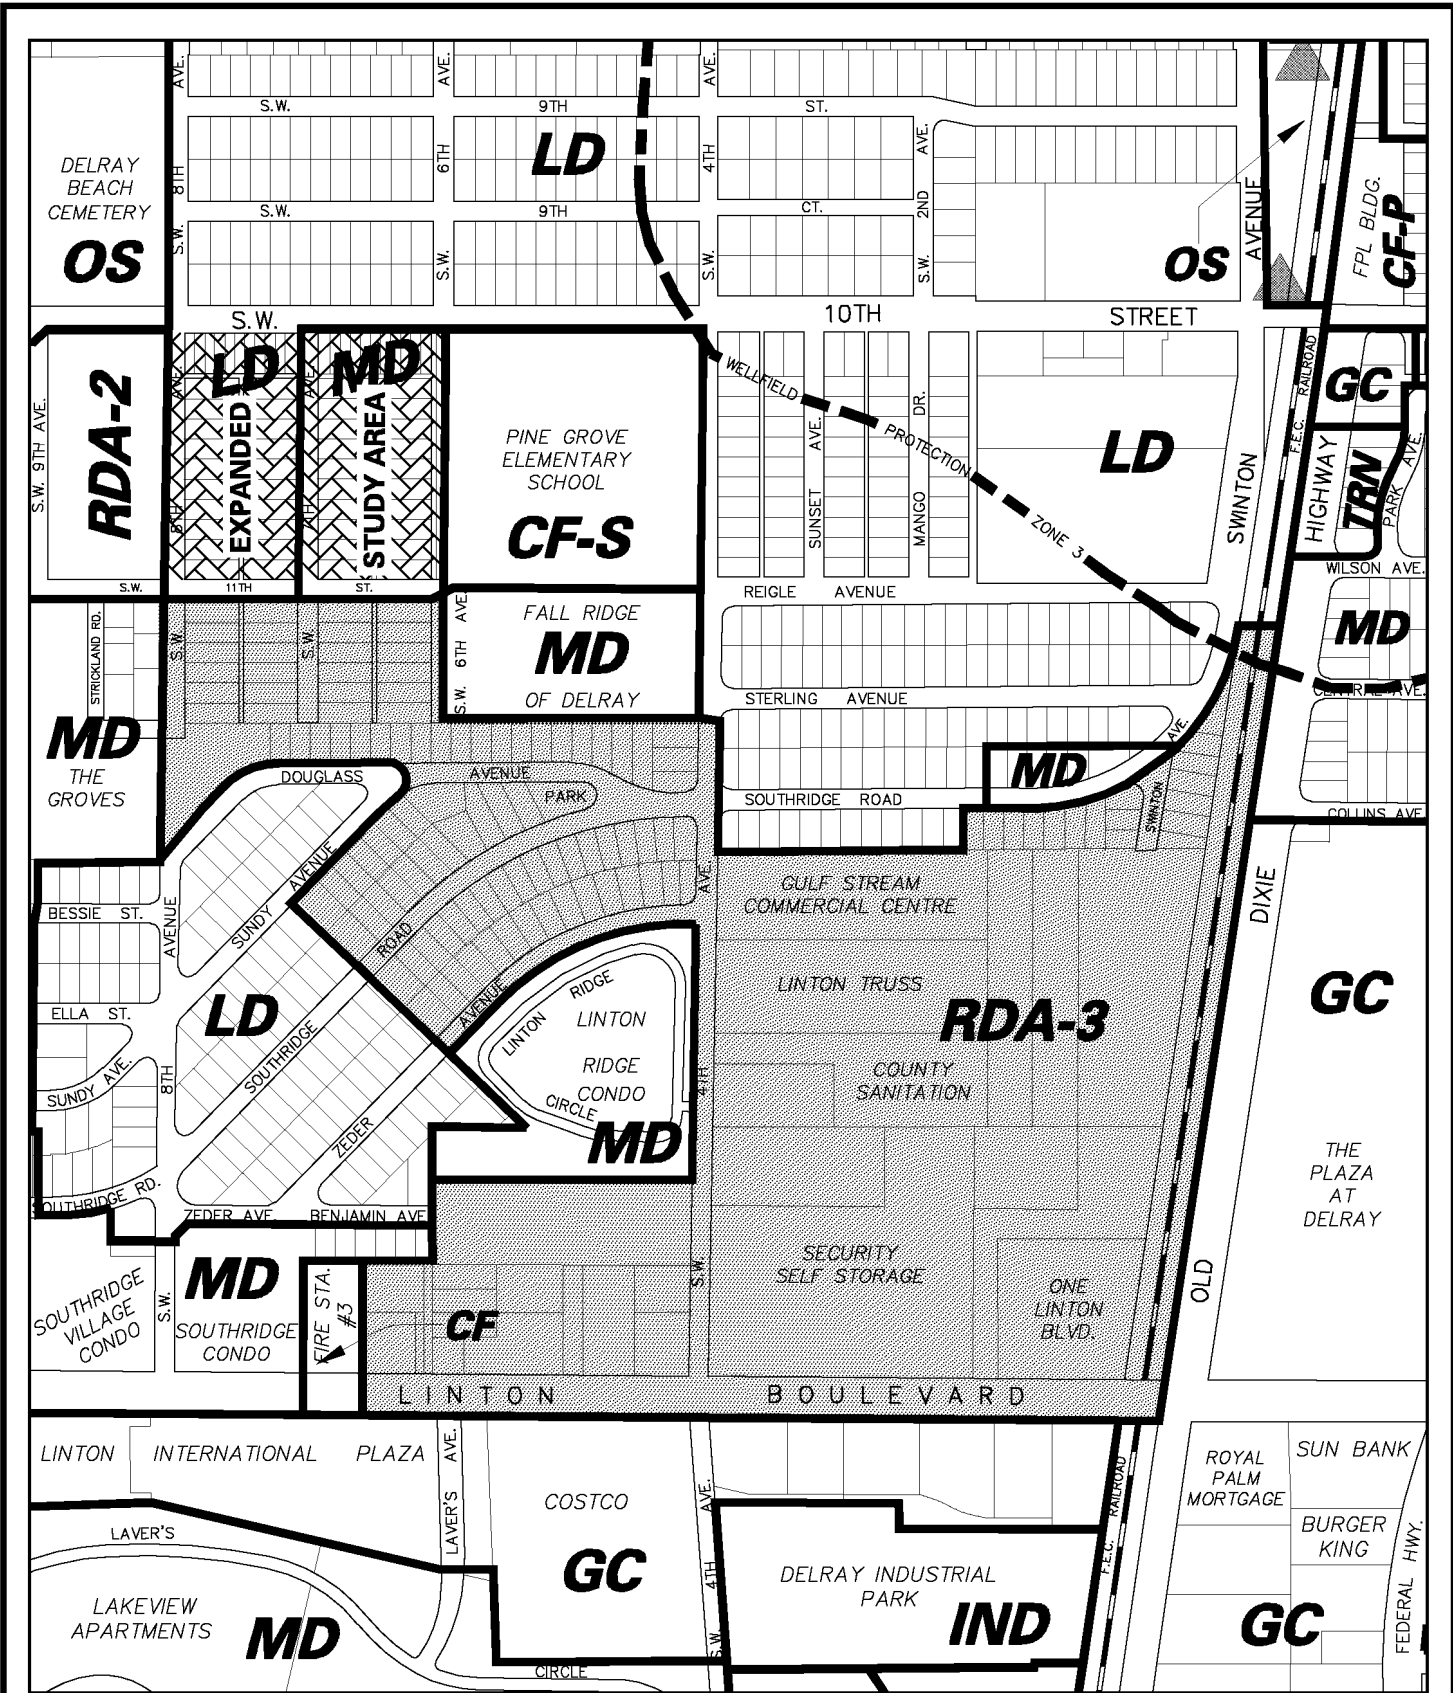 AVE.
AVE.
AVE.
S.W.
9TH
ST.
DELRAY
BEACH
CEMETERY
OS
8TH
6TH
LD
4TH
2ND
AVE.
S.W.
9TH
CT.
S.W.
S.W.
S.W.
S.W.
OS
AVENUE
FPL BLDG.
CF-P
S.W.
10TH
STREET
S.W. 9TH AVE.
RDA-2
LD
EXPANDED
8TH
AVE.
MD
STUDY AREA
7TH
AVE.
PINE GROVE
ELEMENTARY
SCHOOL
CF-S
WELLFIELD
PROTECTION
ZONE 3
SUNSET
AVE.
MANGO
DR.
LD
SWINTON
F.E.C.
RAILROAD
GC
HIGHWAY
TRN
PARK
AVE.
WILSON AVE.
S.W.
11TH
ST.
REIGLE
AVENUE
STRICKLAND RD.
S.W.
S.W.
S.W. 6TH AVE.
FALL RIDGE
MD
OF DELRAY
MD
CENTRAL AVE.
STERLING
AVENUE
MD
THE
GROVES
DOUGLASS
AVENUE
PARK
MD
AVE.
SWINTON
SOUTHRIDGE ROAD
COLLINS AVE
BESSIE ST.
AVENUE
SUNDY
AVENUE
ROAD
AVE.
GULF STREAM
COMMERCIAL CENTRE
DIXIE
ELLA ST.
LD
SOUTHRIDGE
AVENUE
LINTON
RIDGE
LINTON
RIDGE
CONDO
CIRCLE
MD
LINTON TRUSS
RDA-3
GC
SUNDY AVE.
8TH
ZEDER
4TH
COUNTY
SANITATION
THE
PLAZA
AT
DELRAY
SOUTHRIDGE RD.
ZEDER AVE.
BENJAMIN AVE
MD
SOUTHRIDGE
VILLAGE
CONDO
S.W.
SOUTHRIDGE
CONDO
FIRE STA.
#3
CF
S.W.
SECURITY
SELF STORAGE
ONE
LINTON
BLVD.
OLD
LINTON
BOULEVARD
LINTON
INTERNATIONAL
PLAZA
LAVER'S
AVE.
COSTCO
GC
AVE.
4TH
S.W.
RAILROAD
F.E.C.
ROYAL
PALM
MORTGAGE
SUN BANK
BURGER
KING
FEDERAL HWY.
LAVER'S
LAKEVIEW
APARTMENTS
MD
CIRCLE
DELRAY INDUSTRIAL
PARK
IND
GC